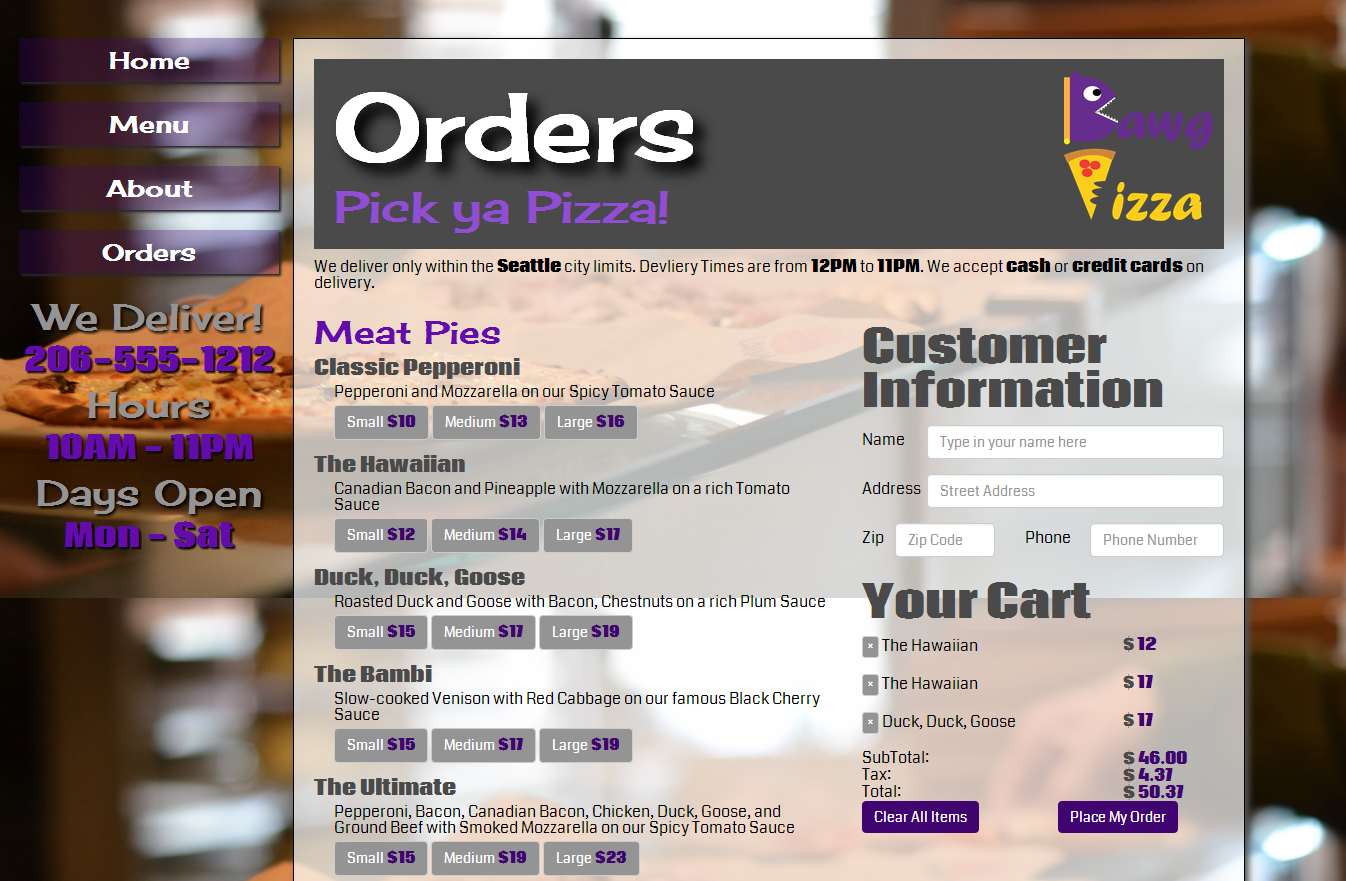 Home
Menu
About
Orders
We Deliver!
206-555-1212
Hours
10AM - 11PM
Days Open
Mon - Sat
Orders
Pick ya Pizza!
Dawg
Pizza
We deliver only within the Seattle city limits. Devliery Times are from 12PM to 11PM. We accept cash or credit cards on
delivery.
Meat Pies
Classic Pepperoni
Pepperoni and Mozzarella on our Spicy Tomato Sauce
Small $10 Medium $13 Large $16
The Hawaiian
Canadian Bacon and Pineapple with Mozzarella on a rich Tomato
Sauce
Small $12 Medium $14 Large $17
Duck, Duck, Goose
Roasted Duck and Goose with Bacon, Chestnuts on a rich Plum Sauce
Small $15 Medium $17 Large $19
The Bambi
Slow-cooked Venison with Red Cabbage on our famous Black Cherry
Sauce
Small $15 Medium $17 Large $19
The Ultimate
Pepperoni, Bacon, Canadian Bacon, Chicken, Duck, Goose, and
Ground Beef with Smoked Mozzarella on our Spicy Tomato Sauce
Small $15 Medium $19 Large $23
Customer
Information
Name Type in your name here
Address Street Address
Zip Zip Code Phone Phone Number
Your Cart
× The Hawaiian $ 12
× The Hawaiian $ 17
× Duck, Duck, Goose $ 17
SubTotal: $ 46.00
Tax: $ 4.37
Total: $ 50.37
Clear All Items Place My Order